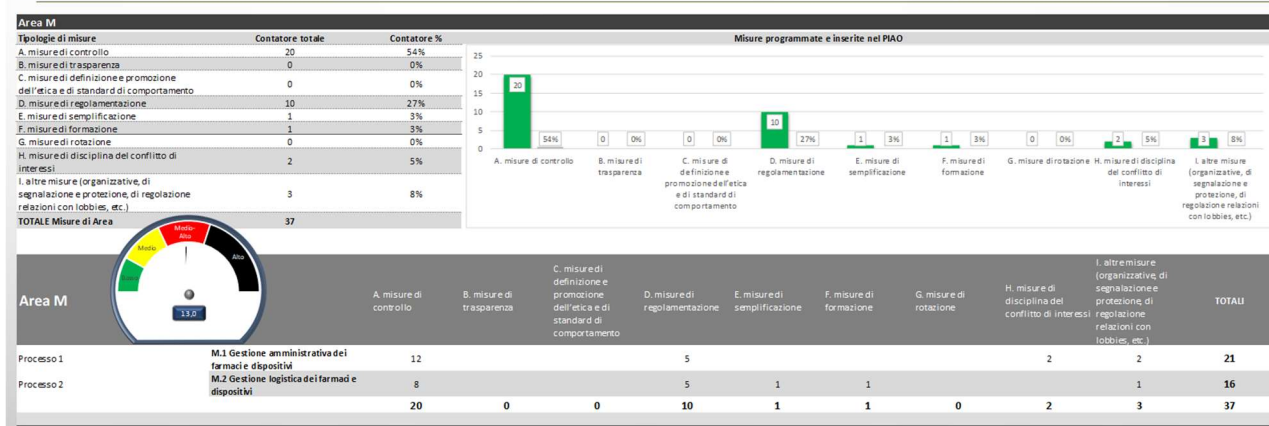 Area M
Tipologie di misure Contatore totale Contatore % Misure programmate e inserite nel PIAO
A. misure di controllo 20 54%
B. misure di trasparenza 0 0%
C. misure di definizione e promozione
dell'etica e di standard di comportamento 0 0%
D. misure di regolamentazione 10 27%
E. misure di semplificazione 1 3%
F. misure di formazione 1 3%
G. misure di rotazione 0 0%
H. misure di disciplina del conflitto di
interessi 2 5%
I. altre misure (organizzative, di
segnalazione e protezione, di regolazione 3 8%
relazioni con lobbies, etc.)
TOTALE Misure di Area 37
25
20
15
10
5
0
20 54% 0 0% 0 0% 10 27% 1 3% 1 3% 0 0% 2 5% 3 8%
A. misure di controllo
B. misure di
trasparenza
C. misure di
definizione e
promozione dell'etica
e di standard di
comportamento
D. misure di
regolamentazione
E. misure di
semplificazione
F. misure di
formazione
G. misure di rotazione
H. misure di disciplina
del conflitto di
interessi
I. altre misure
(organizzative, di
segnalazione e
protezione, di
regolazione relazioni
con lobbies, etc.)
Medio
Medio-
Alto
Alto
13,0
Area M
A. misure di
controllo
B. misure di
trasparenza
C. misure di
definizione e
promozione
dell'etica e di
standard di
comportamento
D. misure di
regolamentazione
E. misure di
semplificazione
F. misure di
formazione
G. misure di
rotazione
H. misure di
disciplina del
conflitto di interessi
I. altre misure
(organizzative, di
segnalazione e
protezione, di
regolazione
relazioni con
lobbies, etc.)
TOTALI
Processo 1 M.1 Gestione amministrativa dei
farmaci e dispositivi 12 5 2 2 21
Processo 2 M.2 Gestione logistica dei farmaci e
dispositivi 8 5 1 1 1 16
20 0 0 10 1 1 0 2 3 37